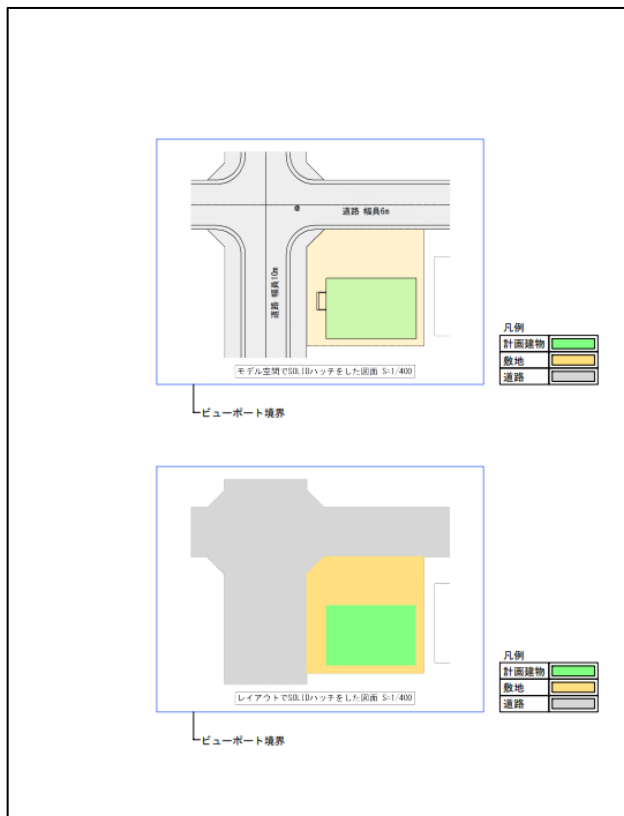 道路 幅員6m
道路 幅員10m
モデル空間でSOLIDハッチをした図面 S=1/400
凡例
計画建物
敷地
道路
ビューポート境界
レイアウトでSOLIDハッチをした図面 S=1/400
凡例
計画建物
敷地
道路
ビューポート境界